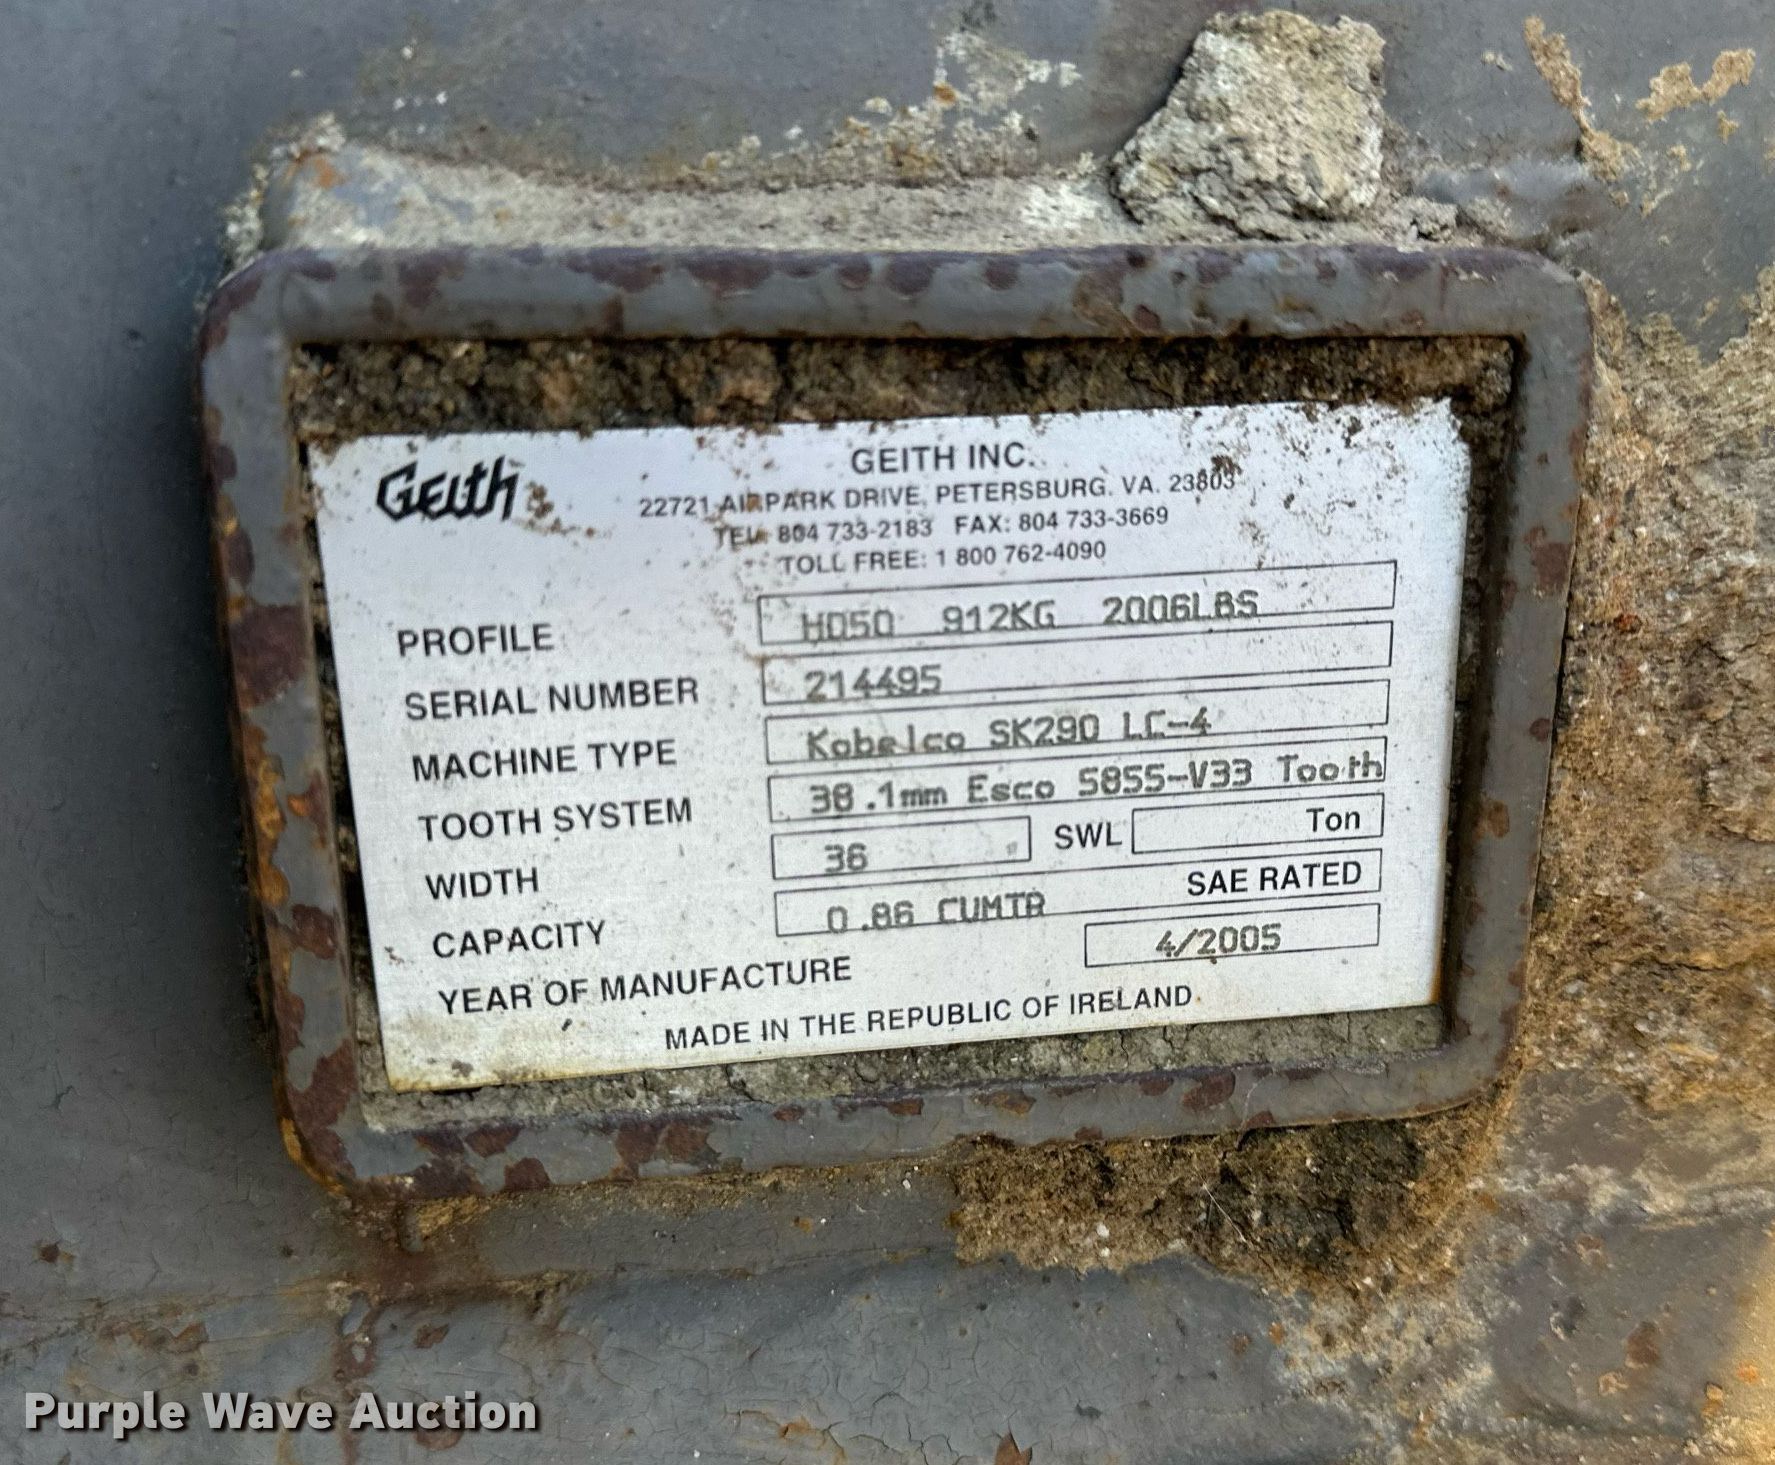 Geith
GEITH INC.
22721 AIRPARK DRIVE, PETERSBURG. VA. 23803
TEL: 804 733-2183 FAX: 804 733-3669
TOLL FREE: 1 800 762-4090
PROFILE HD50 912KG 2006LBS
SERIAL NUMBER 214495
MACHINE TYPE Kobelco SK290 LC-4
TOOTH SYSTEM 38.1mm Esco 5855-V33 Tooth
WIDTH 36 SWL Ton
CAPACITY 0.86 CUMTR SAE RATED
YEAR OF MANUFACTURE 4/2005
MADE IN THE REPUBLIC OF IRELAND
Purple Wave Auction